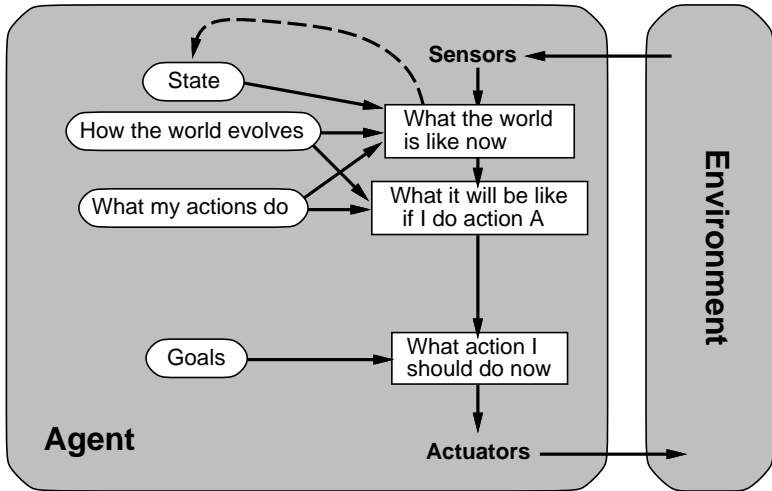 Sensors
State
What the world
is like now
How the world evolves
What it will be like
if I do action A
What my actions do
What action I
should do now
Goals
Agent
Actuators
Environment